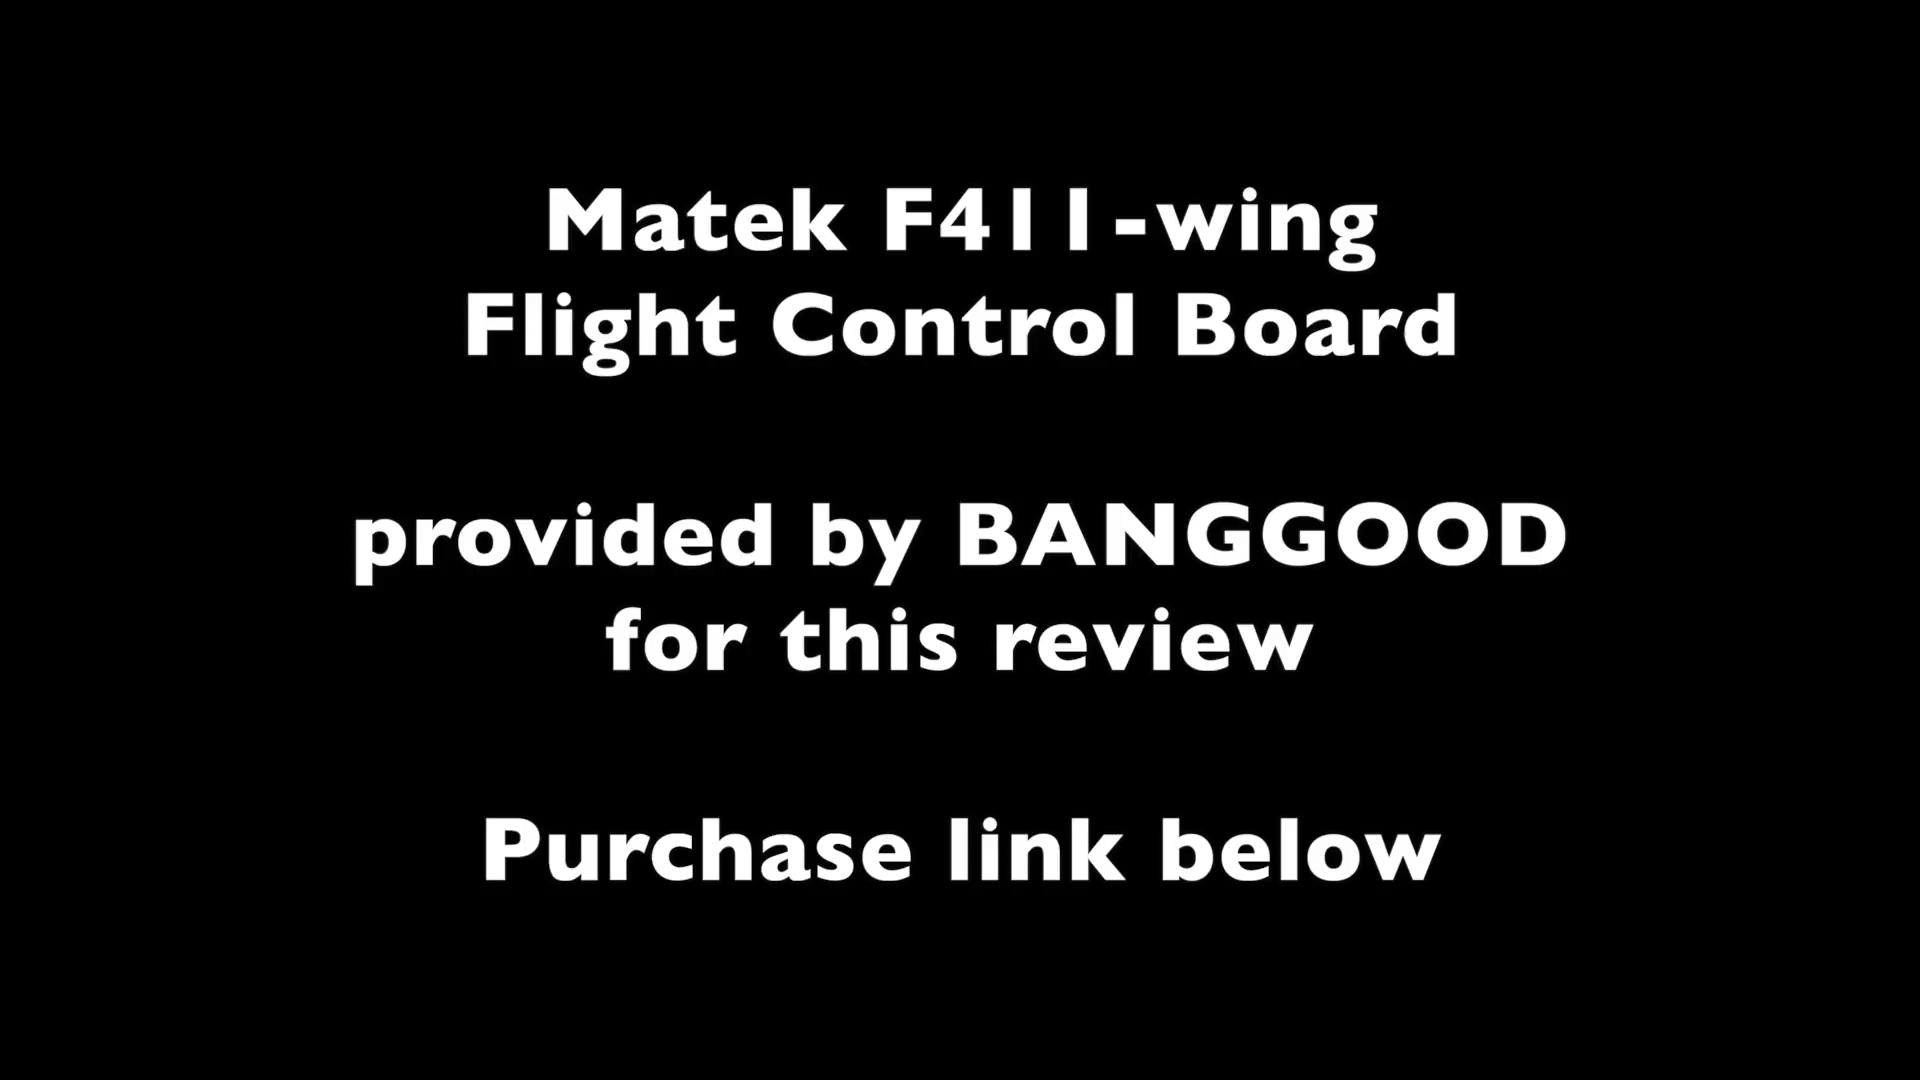 Matek F411-wing
Flight Control Board
provided by BANGGOOD
for this review
Purchase link below